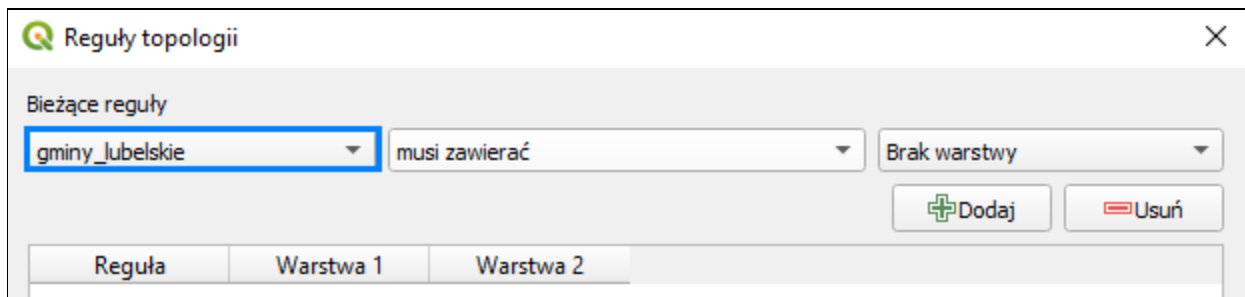 Reguły topologii
Bieżące reguły
gminy_lubelskie musi zawierać Brak warstwy
Dodaj Usuń
Reguła Warstwa 1 Warstwa 2